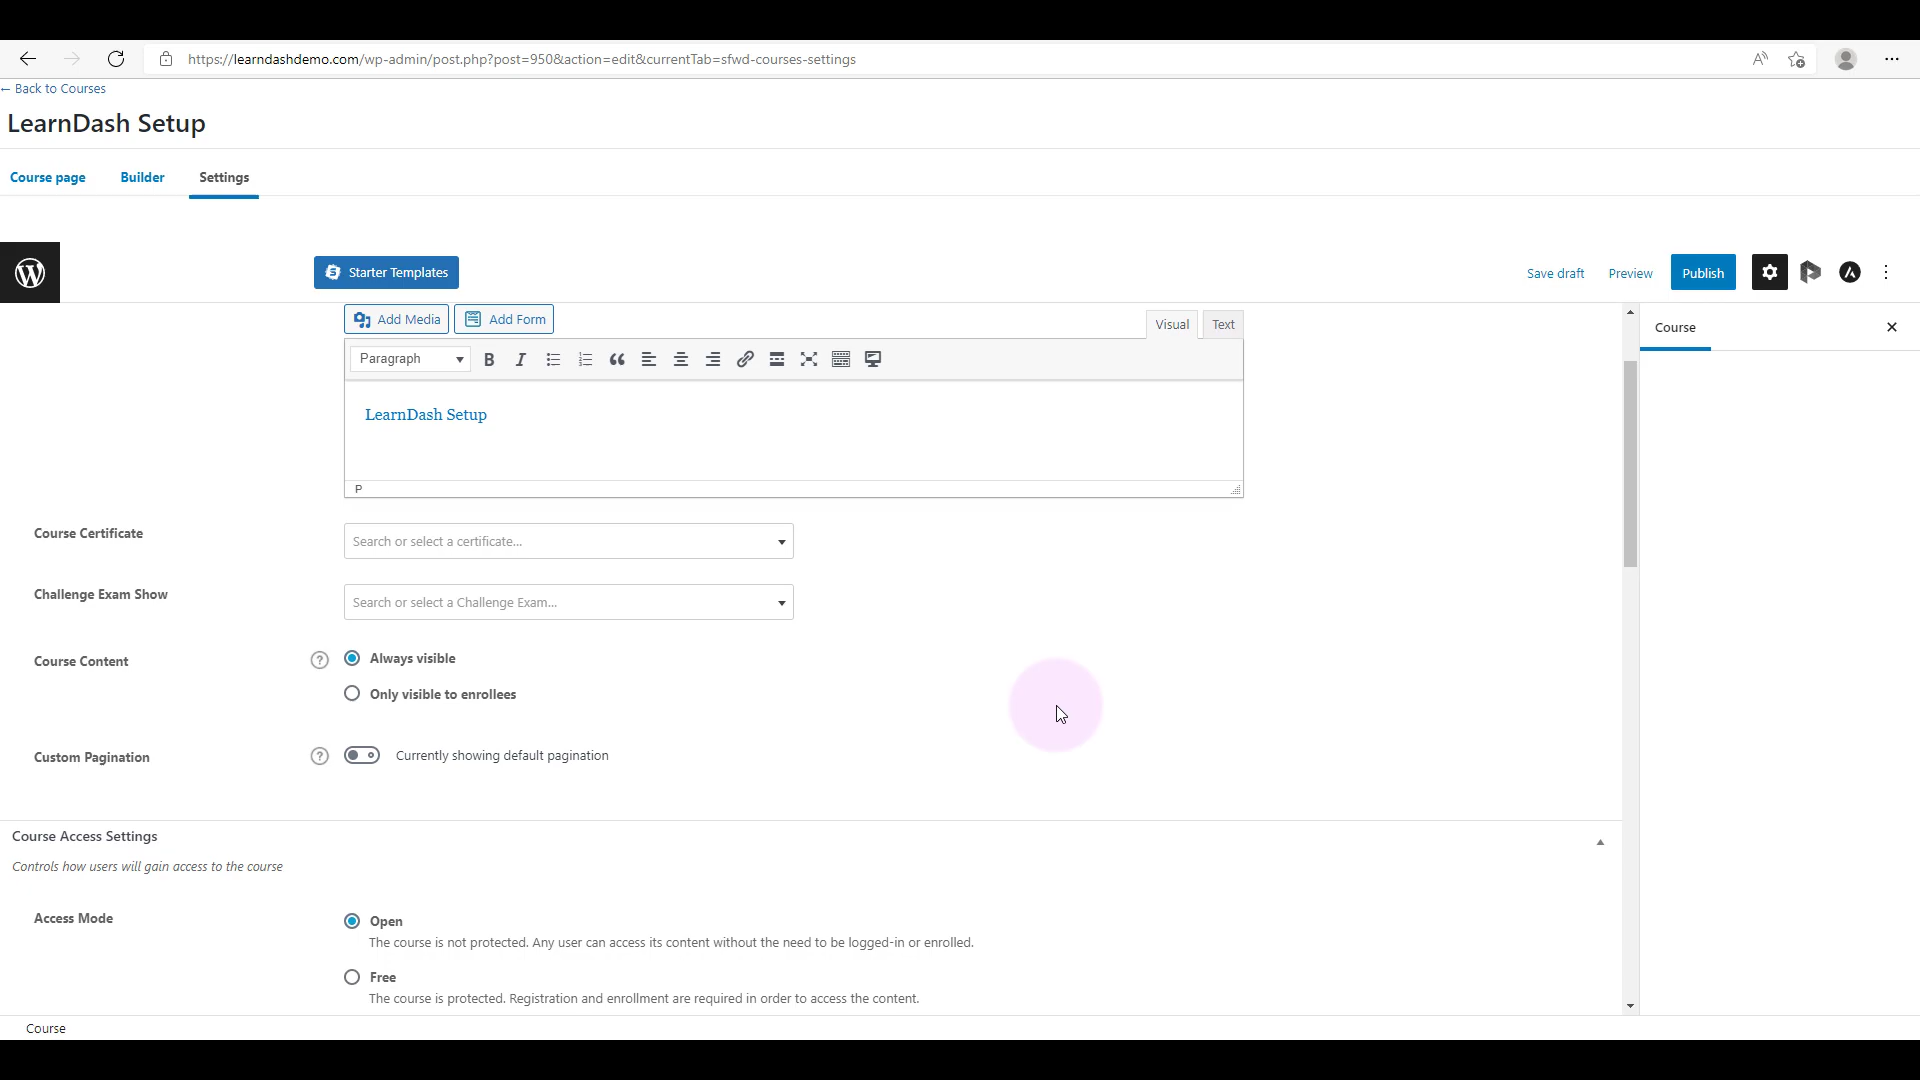 https://learndashdemo.com/wp-admin/post.php?post=950&action=edit&currentTab=sfwd-courses-settings
← Back to Courses
LearnDash Setup
Course page Builder Settings
Starter Templates Save draft Preview Publish
Add Media Add Form Visual Text
Course
Paragraph
LearnDash Setup
P
Course Certificate Search or select a certificate...
Challenge Exam Show Search or select a Challenge Exam...
Course Content ? Always visible
Only visible to enrollees
Custom Pagination ? Currently showing default pagination
Course Access Settings
Controls how users will gain access to the course
Access Mode Open
The course is not protected. Any user can access its content without the need to be logged-in or enrolled.
Free
The course is protected. Registration and enrollment are required in order to access the content.
Course